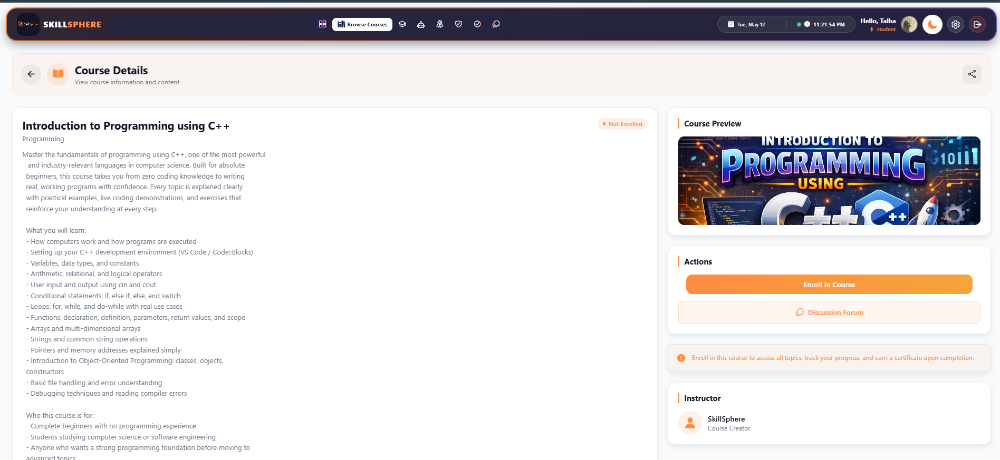 Skill Sphere
SKILLSPHERE
Browse Courses
Tue, May 12
11:21:54 PM
Hello, Talha
student
Course Details
View course information and content
Introduction to Programming using C++
Not Enrolled
Programming
Master the fundamentals of programming using C++, one of the most powerful
and industry-relevant languages in computer science. Built for absolute
beginners, this course takes you from zero coding knowledge to writing
real, working programs with confidence. Every topic is explained clearly
with practical examples, live coding demonstrations, and exercises that
reinforce your understanding at every step.
What you will learn:
- How computers work and how programs are executed
- Setting up your C++ development environment (VS Code / Code::Blocks)
- Variables, data types, and constants
- Arithmetic, relational, and logical operators
- User input and output using cin and cout
- Conditional statements: if, else if, else, and switch
- Loops: for, while, and do-while with real use cases
- Functions: declaration, definition, parameters, return values, and scope
- Arrays and multi-dimensional arrays
- Strings and common string operations
- Pointers and memory addresses explained simply
- Introduction to Object-Oriented Programming: classes, objects,
constructors
- Basic file handling and error understanding
- Debugging techniques and reading compiler errors
Who this course is for:
- Complete beginners with no programming experience
- Students studying computer science or software engineering
- Anyone who wants a strong programming foundation before moving to
advanced topics
Course Preview
INTRODUCTION TO
PROGRAMMING
USING
C++
C++
Actions
Enroll in Course
Discussion Forum
Enroll in this course to access all topics, track your progress, and earn a certificate upon completion.
Instructor
SkillSphere
Course Creator